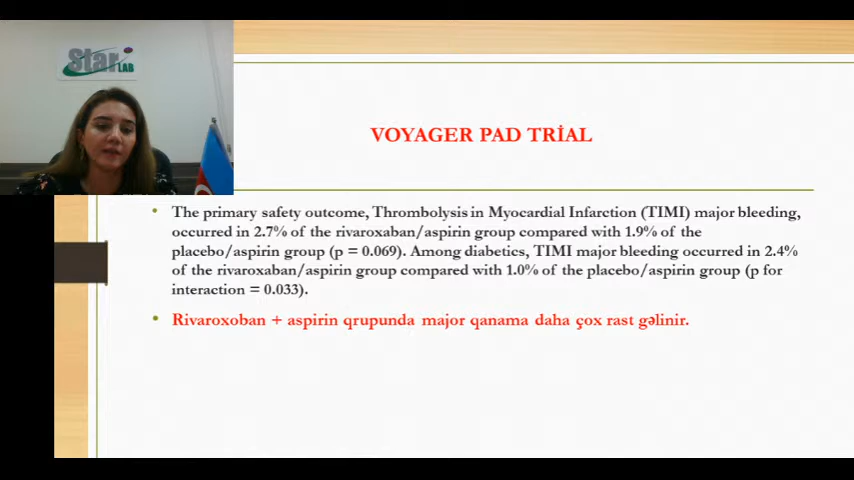 Star
LAB
VOYAGER PAD TRİAL
• The primary safety outcome, Thrombolysis in Myocardial Infarction (TIMI) major bleeding,
occurred in 2.7% of the rivaroxaban/aspirin group compared with 1.9% of the
placebo/aspirin group (p = 0.069). Among diabetics, TIMI major bleeding occurred in 2.4%
of the rivaroxaban/aspirin group compared with 1.0% of the placebo/aspirin group (p for
interaction = 0.033).
• Rivaroxoban + aspirin qrupunda major qanama daha çox rast gəlinir.